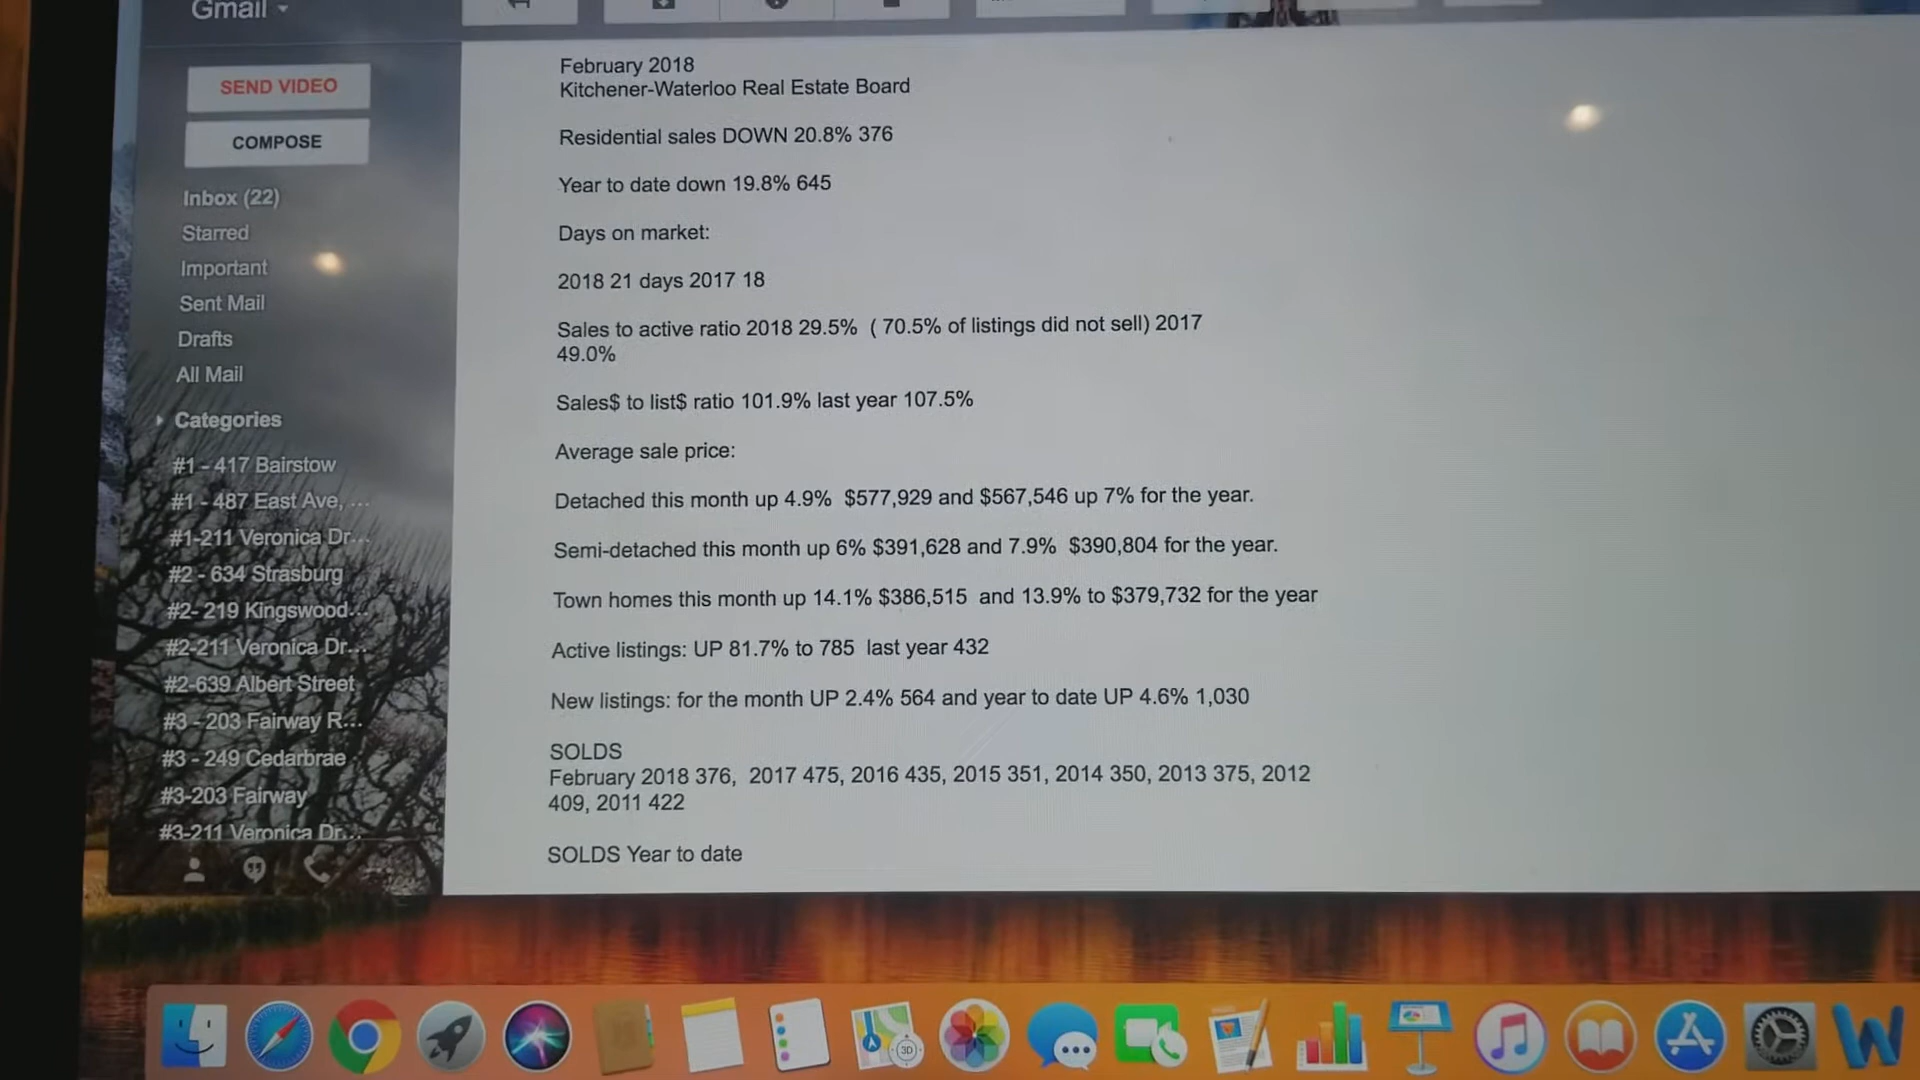 Gmail
SEND VIDEO
COMPOSE
Inbox (22)
Starred
Important
Sent Mail
Drafts
All Mail
Categories
#1 - 417 Bairstow
#1 - 487 East Ave, ...
#1-211 Veronica Dr...
#2 - 634 Strasburg
#2- 219 Kingswood...
#2-211 Veronica Dr...
#2-639 Albert Street
#3 - 203 Fairway R...
#3 - 249 Cedarbrae
#3-203 Fairway
#3-211 Veronica Dr...
February 2018
Kitchener-Waterloo Real Estate Board
Residential sales DOWN 20.8% 376
Year to date down 19.8% 645
Days on market:
2018 21 days 2017 18
Sales to active ratio 2018 29.5%  ( 70.5% of listings did not sell) 2017
49.0%
Sales$ to list$ ratio 101.9% last year 107.5%
Average sale price:
Detached this month up 4.9%  $577,929 and $567,546 up 7% for the year.
Semi-detached this month up 6% $391,628 and 7.9%  $390,804 for the year.
Town homes this month up 14.1% $386,515  and 13.9% to $379,732 for the year
Active listings: UP 81.7% to 785  last year 432
New listings: for the month UP 2.4% 564 and year to date UP 4.6% 1,030
SOLDS
February 2018 376,  2017 475, 2016 435, 2015 351, 2014 350, 2013 375, 2012
409, 2011 422
SOLDS Year to date
3D
W